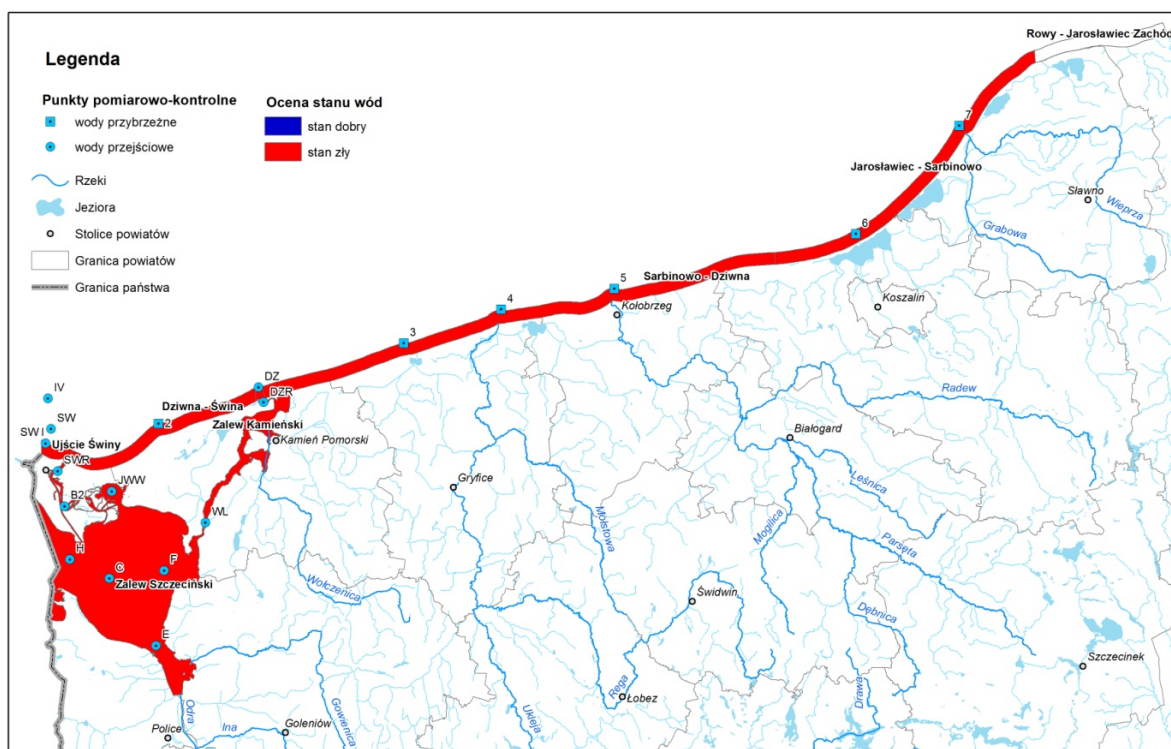 Legenda
Punkty pomiarowo-kontrolne
wody przybrzeżne
wody przejściowe
Rzeki
Jeziora
Stolice powiatów
Granica powiatów
Granica państwa
Ocena stanu wód
stan dobry
stan zły
Rowy - Jarosławiec Zachód
7
Jarosławiec - Sarbinowo
Sławno
Wieprza
Grabowa
6
Sarbinowo - Dziwna
5
Kołobrzeg
Koszalin
4
3
DZ
DZR
IV
Dziwna - Świna
SW
2
Zalew Kamieński
SW I
Ujście Świny
Kamień Pomorski
Radew
Białogard
SWR
JWW
Gryfice
Leśnica
B2
WL
Mołstowa
Mogilica
Parsęta
H
F
C
Zalew Szczeciński
Wołczenica
Świdwin
Dębnica
E
Szczecinek
Rega
Łobez
Drawa
Odra
Police
Ina
Goleniów
Gowienica
Ukleja